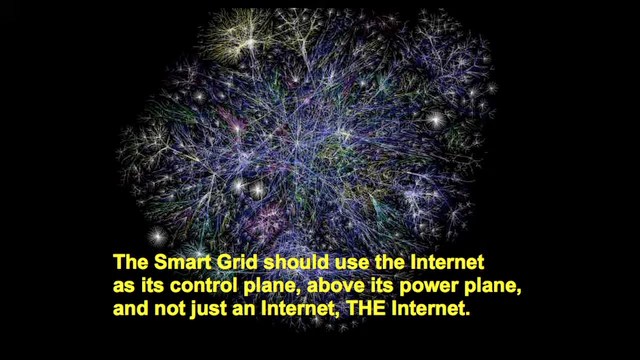 The Smart Grid should use the Internet
as its control plane, above its power plane,
and not just an Internet, THE Internet.